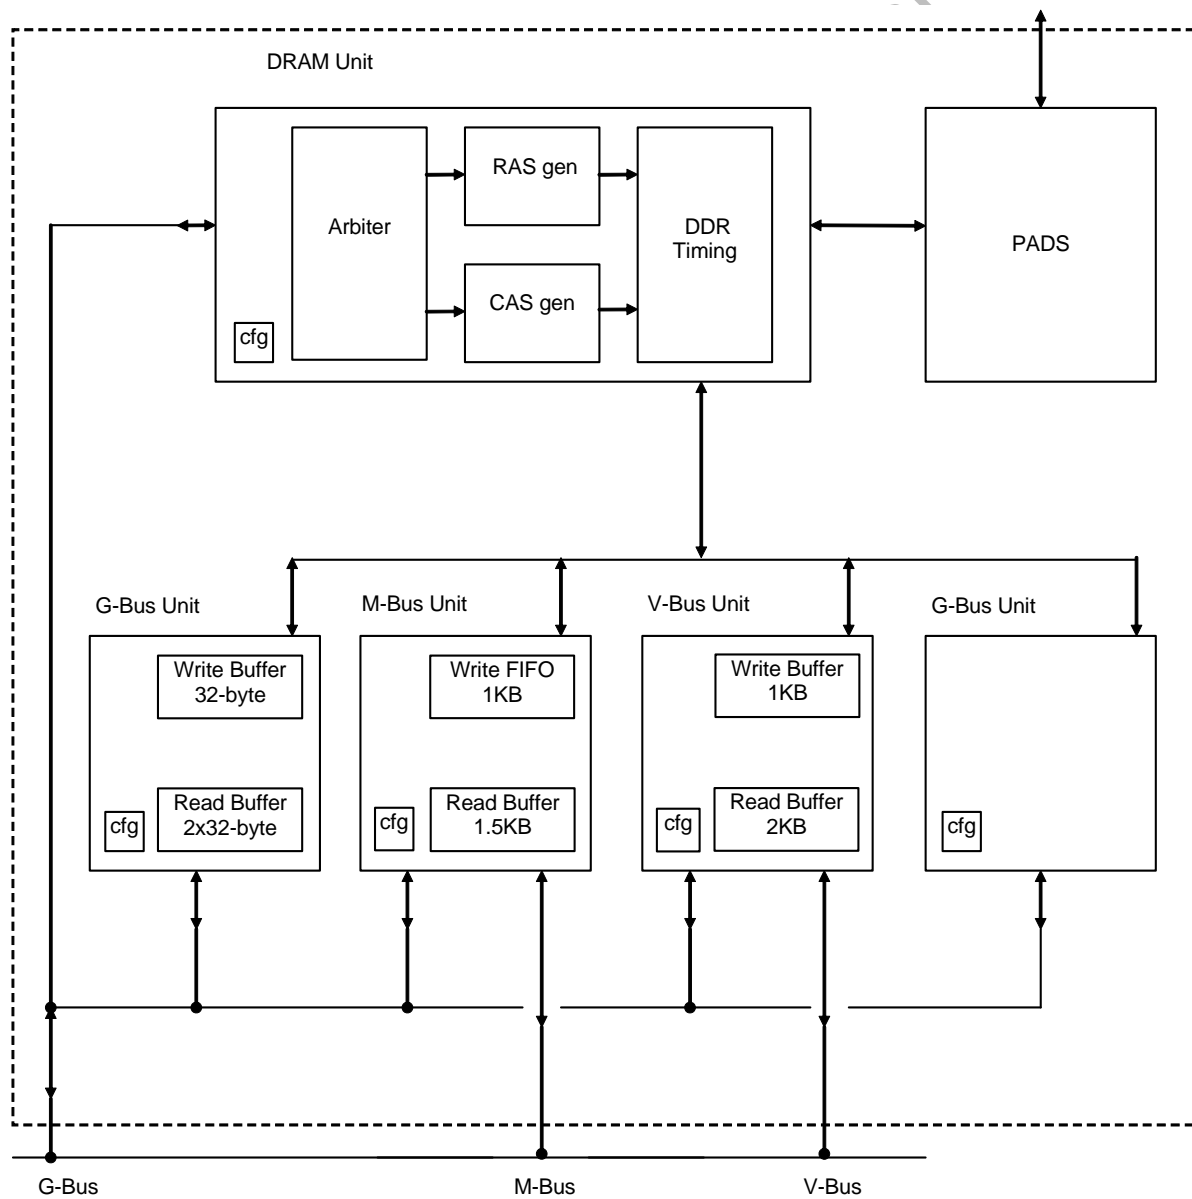 DRAM Unit
Arbiter
RAS gen
CAS gen
DDR
Timing
PADS
cfg
G-Bus Unit
M-Bus Unit
V-Bus Unit
G-Bus Unit
Write Buffer
32-byte
Write FIFO
1KB
Write Buffer
1KB
cfg
Read Buffer
2x32-byte
cfg
Read Buffer
1.5KB
cfg
Read Buffer
2KB
cfg
G-Bus
M-Bus
V-Bus